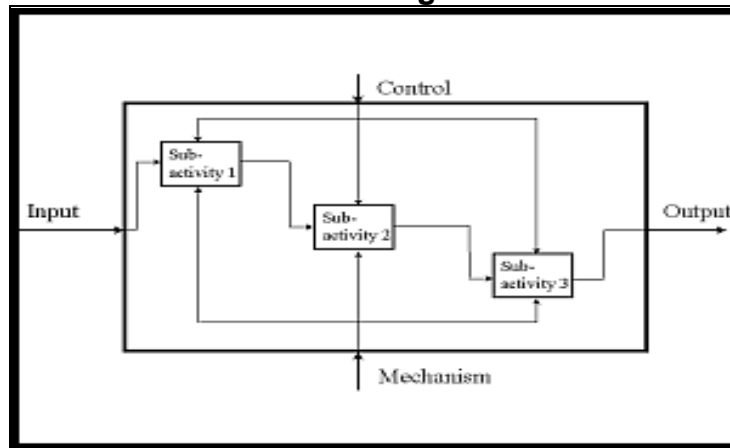 Control
Sub-
activity 1
Input
Sub-
activity 2
Output
Sub-
activity 3
Mechanism